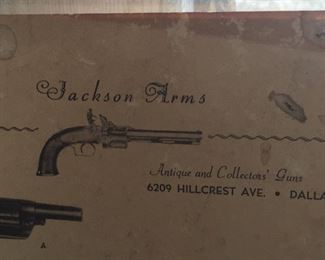 Jackson Arms
Antique and Collectors' Guns
6209 HILLCREST AVE. • DALLA
A